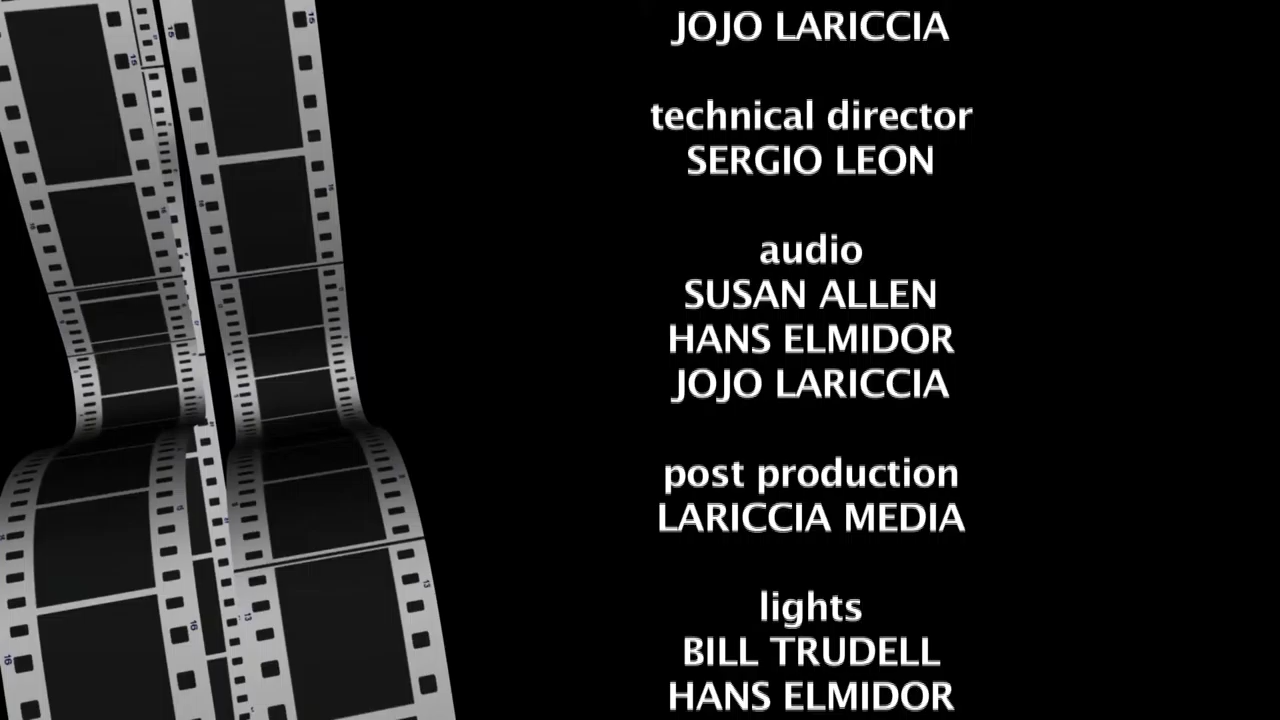 JOJO LARICCIA
technical director
SERGIO LEON
audio
SUSAN ALLEN
HANS ELMIDOR
JOJO LARICCIA
post production
LARICCIA MEDIA
lights
BILL TRUDELL
HANS ELMIDOR